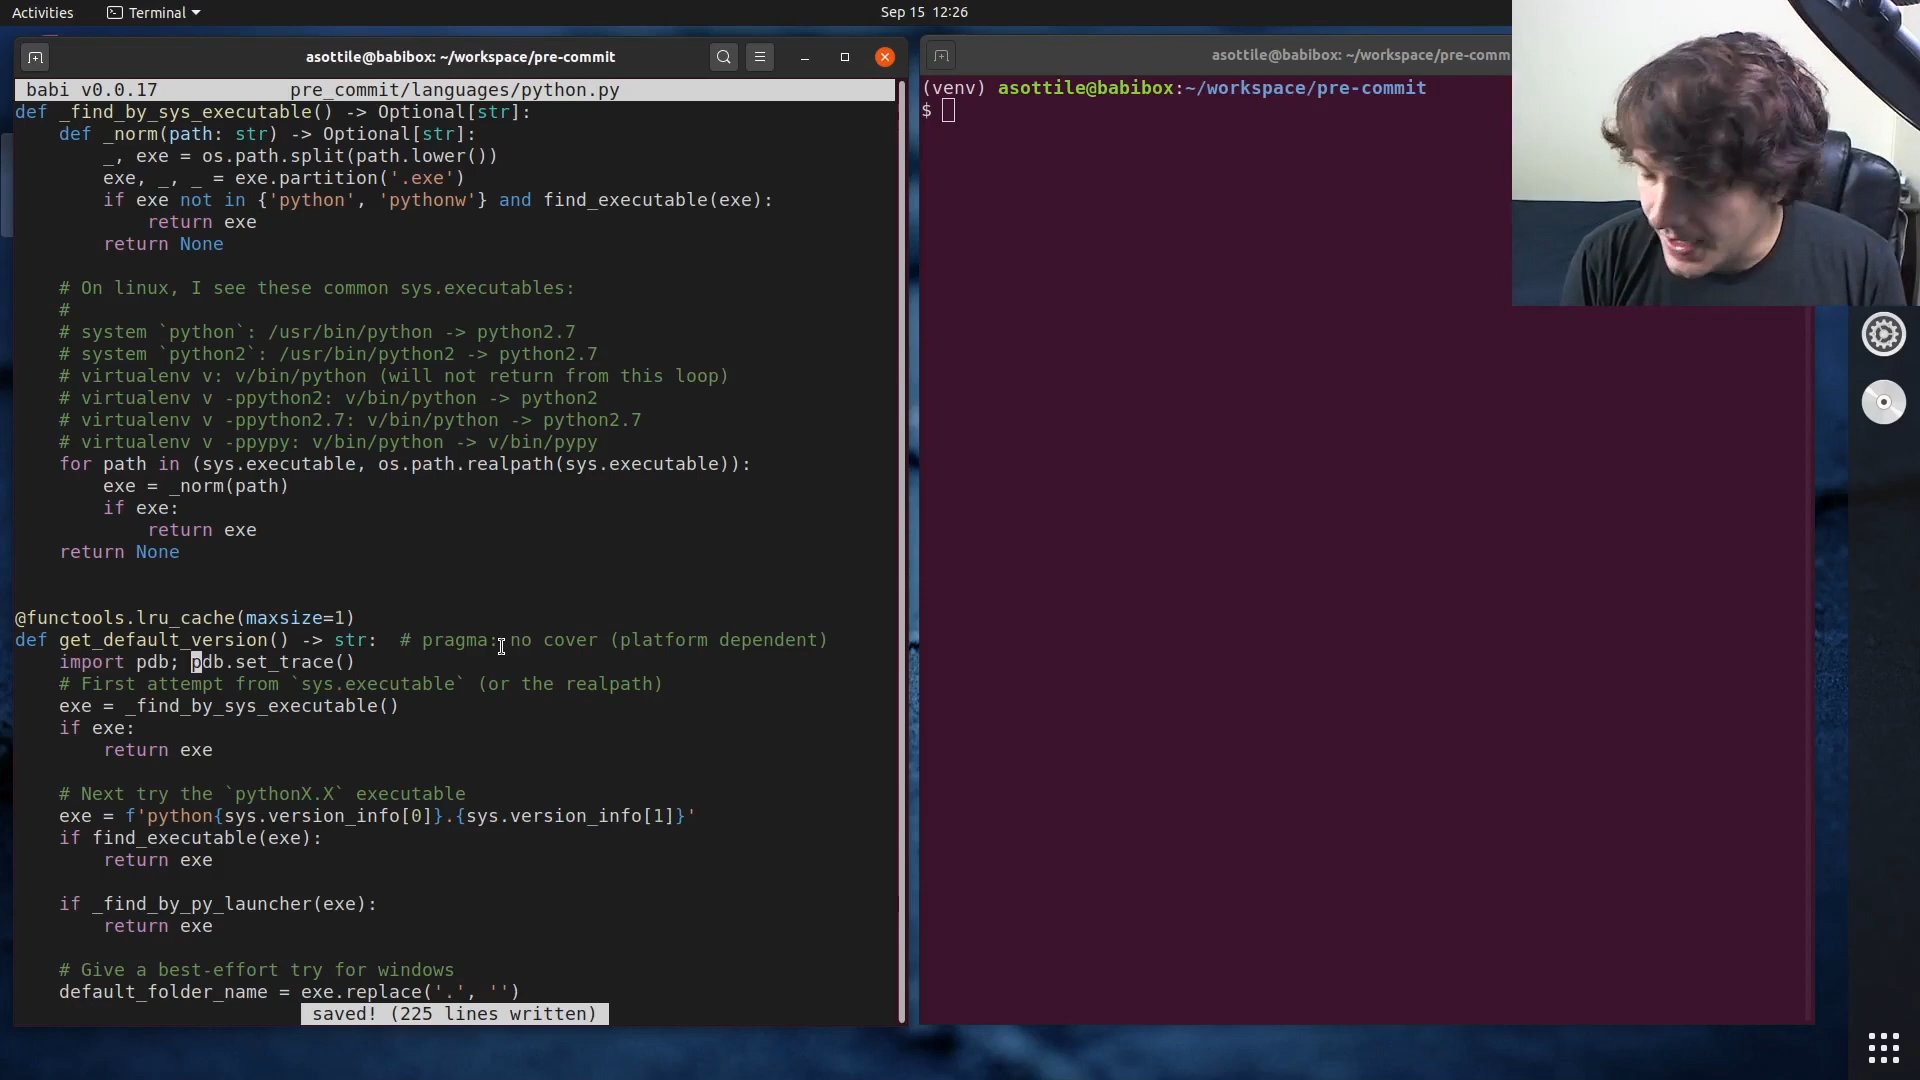 Activities
Terminal
Sep 15 12:26
asottile@babibox: ~/workspace/pre-commit
babi v0.0.17 pre_commit/languages/python.py
def _find_by_sys_executable() -> Optional[str]:
    def _norm(path: str) -> Optional[str]:
        _, exe = os.path.split(path.lower())
        exe, _, _ = exe.partition('.exe')
        if exe not in {'python', 'pythonw'} and find_executable(exe):
            return exe
        return None
    # On linux, I see these common sys.executables:
    #
    # system `python`: /usr/bin/python -> python2.7
    # system `python2`: /usr/bin/python2 -> python2.7
    # virtualenv v: v/bin/python (will not return from this loop)
    # virtualenv v -ppython2: v/bin/python -> python2
    # virtualenv v -ppython2.7: v/bin/python -> python2.7
    # virtualenv v -ppypy: v/bin/python -> v/bin/pypy
    for path in (sys.executable, os.path.realpath(sys.executable)):
        exe = _norm(path)
        if exe:
            return exe
    return None
@functools.lru_cache(maxsize=1)
def get_default_version() -> str:  # pragma: no cover (platform dependent)
    import pdb; pdb.set_trace()
    # First attempt from `sys.executable` (or the realpath)
    exe = _find_by_sys_executable()
    if exe:
        return exe
    # Next try the `pythonX.X` executable
    exe = f'python{sys.version_info[0]}.{sys.version_info[1]}'
    if find_executable(exe):
        return exe
    if _find_by_py_launcher(exe):
        return exe
    # Give a best-effort try for windows
    default_folder_name = exe.replace('.', '')
saved! (225 lines written)
asottile@babibox: ~/workspace/pre-comm
(venv) asottile@babibox:~/workspace/pre-commit
$